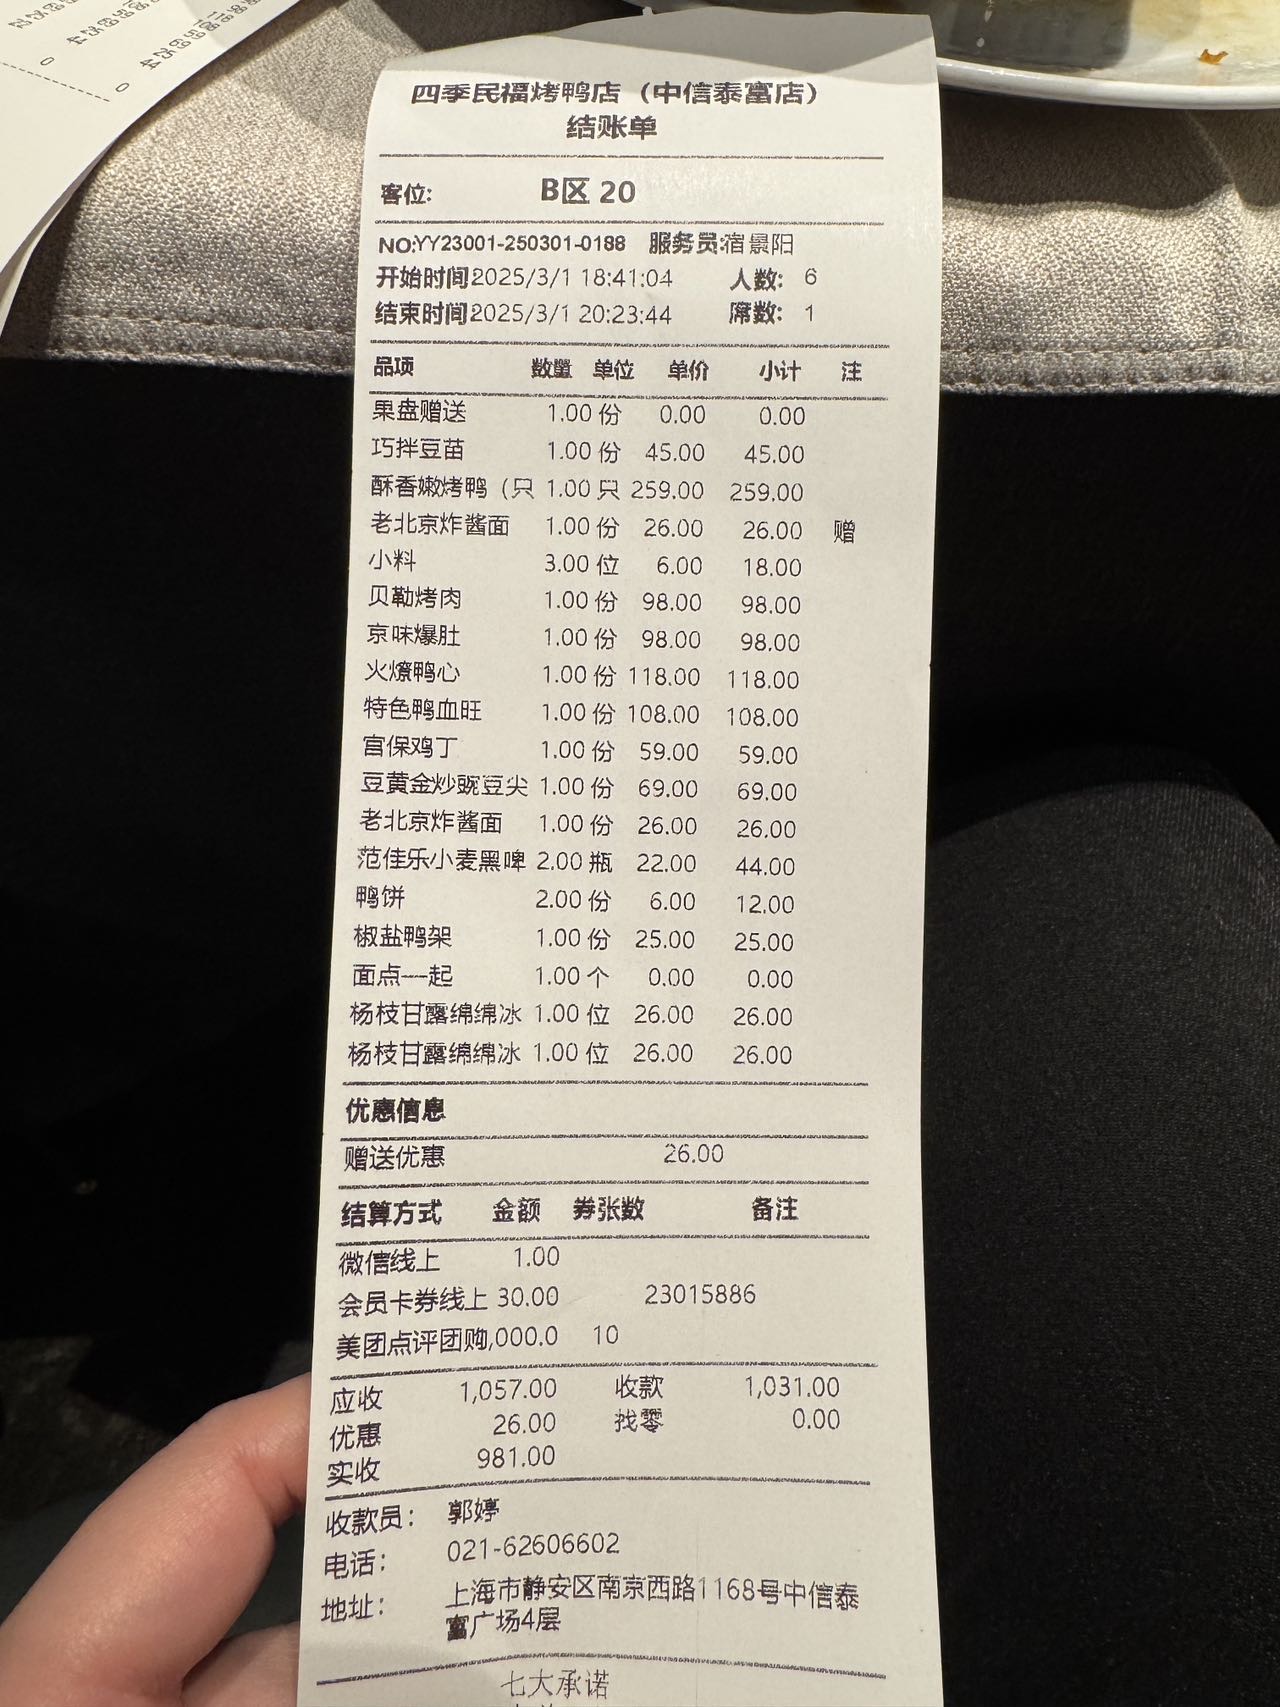 四季民福烤鸭店（中信泰富店）
结账单
客位: B区 20
NO:YY23001-250301-0188 服务员:宿景阳
开始时间2025/3/1 18:41:04 人数: 6
结束时间2025/3/1 20:23:44 席数: 1
品项 数量 单位 单价 小计 注
果盘赠送 1.00 份 0.00 0.00
巧拌豆苗 1.00 份 45.00 45.00
酥香嫩烤鸭（只 1.00 只 259.00 259.00
老北京炸酱面 1.00 份 26.00 26.00 赠
小料 3.00 位 6.00 18.00
贝勒烤肉 1.00 份 98.00 98.00
京味爆肚 1.00 份 98.00 98.00
火燎鸭心 1.00 份 118.00 118.00
特色鸭血旺 1.00 份 108.00 108.00
宫保鸡丁 1.00 份 59.00 59.00
豆黄金炒豌豆尖 1.00 份 69.00 69.00
老北京炸酱面 1.00 份 26.00 26.00
范佳乐小麦黑啤 2.00 瓶 22.00 44.00
鸭饼 2.00 份 6.00 12.00
椒盐鸭架 1.00 份 25.00 25.00
面点一起 1.00 个 0.00 0.00
杨枝甘露绵绵冰 1.00 位 26.00 26.00
杨枝甘露绵绵冰 1.00 位 26.00 26.00
优惠信息
赠送优惠 26.00
结算方式 金额 券张数 备注
微信线上 1.00
会员卡券线上 30.00 23015886
美团点评团购,000.0 10
应收 1,057.00 收款 1,031.00
优惠 26.00 找零 0.00
实收 981.00
收款员： 郭婷
电话： 021-62606602
地址： 上海市静安区南京西路1168号中信泰
富广场4层
七大承诺